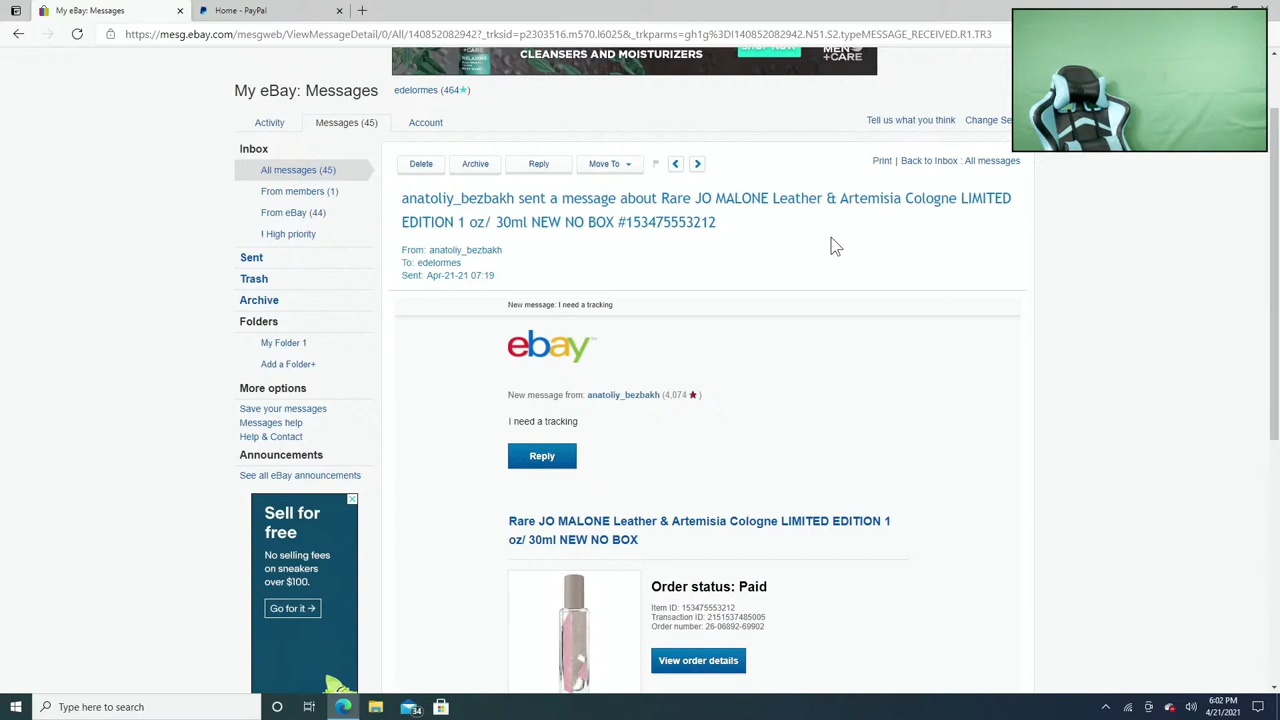 My eBay: Messages
Home - PayPal
https://mesg.ebay.com/mesgweb/ViewMessageDetail/0/All/140852082942?_trksid=p2303516.m570.l6025&_trkparms=gh1g%3DI140852082942.N51.S2.typeMESSAGE_RECEIVED.R1.TR3
CLEANSERS AND MOISTURIZERS
SHOP NOW
MEN
+CARE
My eBay: Messages
edelormes (464)
Activity
Messages (45)
Account
Tell us what you think
Change Se
Inbox
All messages (45)
From members (1)
From eBay (44)
! High priority
Sent
Trash
Archive
Folders
My Folder 1
Add a Folder+
More options
Save your messages
Messages help
Help & Contact
Announcements
See all eBay announcements
Sell for
free
No selling fees
on sneakers
over $100.
Go for it →
Delete
Archive
Reply
Move To
Print | Back to Inbox : All messages
anatoliy_bezbakh sent a message about Rare JO MALONE Leather & Artemisia Cologne LIMITED
EDITION 1 oz/ 30ml NEW NO BOX #153475553212
From: anatoliy_bezbakh
To: edelormes
Sent: Apr-21-21 07:19
New message: I need a tracking
ebay
New message from: anatoliy_bezbakh (4,074 ★ )
I need a tracking
Reply
Rare JO MALONE Leather & Artemisia Cologne LIMITED EDITION 1
oz/ 30ml NEW NO BOX
Order status: Paid
Item ID: 153475553212
Transaction ID: 2151537485005
Order number: 26-06892-69902
View order details
Type here to search
34
6:02 PM
4/21/2021